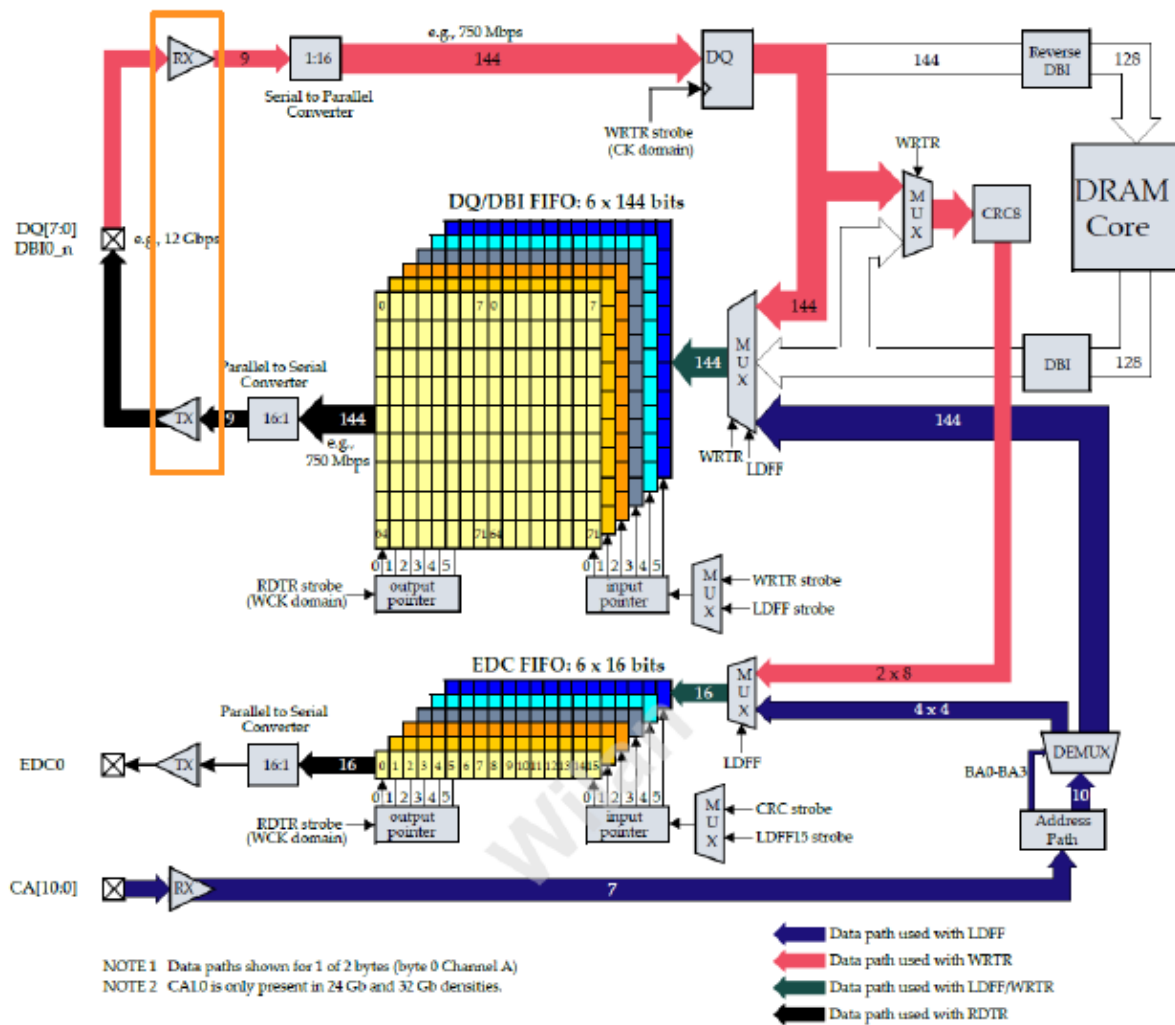 e.g., 750 Mbps
RX
9
1:16
144
DQ
144
Reverse
DBI
128
Serial to Parallel
Converter
WRTR strobe
(CK domain)
WRTR
MUX
CRC8
DRAM
Core
DQ/DBI FIFO: 6 x 144 bits
DQ[7:0]
DBI0_n
e.g., 12 Gbps
0
7
0
7
144
MUX
144
DBI
128
Parallel to Serial
Converter
TX
9
16:1
144
e.g.,
750 Mbps
144
WRTR
LDFF
64
71
64
71
0 1 2 3 4 5
0 1 2 3 4 5
RDTR strobe
(WCK domain)
output
pointer
input
pointer
MUX
WRTR strobe
LDFF strobe
EDC FIFO: 6 x 16 bits
16
MUX
2 x 8
4 x 4
Parallel to Serial
Converter
EDC0
TX
16:1
16
0 1 2 3 4 5 6 7 8 9 10 11 12 13 14 15
LDFF
BA0-BA3
DEMUX
10
0 1 2 3 4 5
0 1 2 3 4 5
RDTR strobe
(WCK domain)
output
pointer
input
pointer
MUX
CRC strobe
LDFF15 strobe
Address
Path
CA[10:0]
RX
7
Data path used with LDFF
Data path used with WRTR
Data path used with LDFF/WRTR
Data path used with RDTR
NOTE 1 Data paths shown for 1 of 2 bytes (byte 0 Channel A)
NOTE 2 CA10 is only present in 24 Gb and 32 Gb densities.